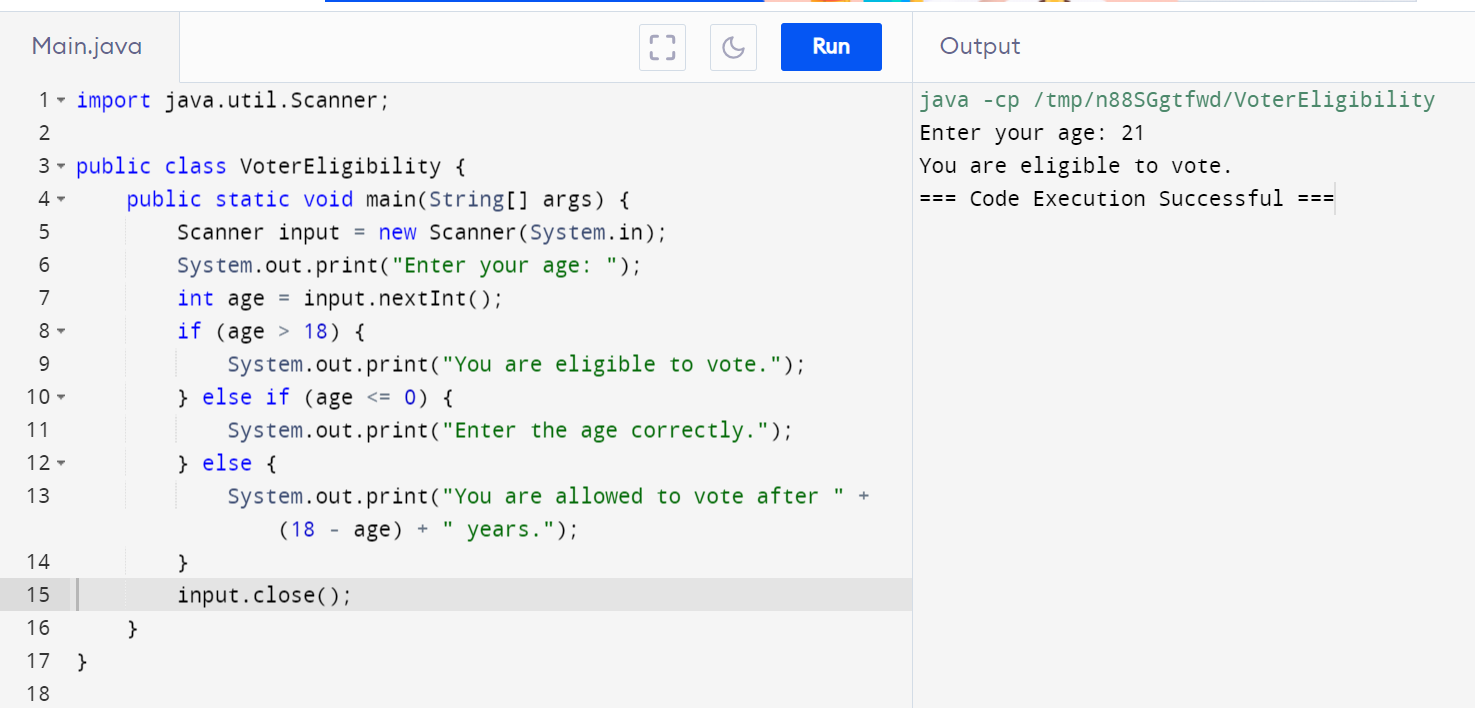 Main.java
Run
Output
1 import java.util.Scanner;
2
3 public class VoterEligibility {
4     public static void main(String[] args) {
5         Scanner input = new Scanner(System.in);
6         System.out.print("Enter your age: ");
7         int age = input.nextInt();
8         if (age > 18) {
9             System.out.print("You are eligible to vote.");
10         } else if (age <= 0) {
11             System.out.print("Enter the age correctly.");
12         } else {
13             System.out.print("You are allowed to vote after " +
                (18 - age) + " years.");
14         }
15         input.close();
16     }
17 }
18
java -cp /tmp/n88SGgtfwd/VoterEligibility
Enter your age: 21
You are eligible to vote.
=== Code Execution Successful ===